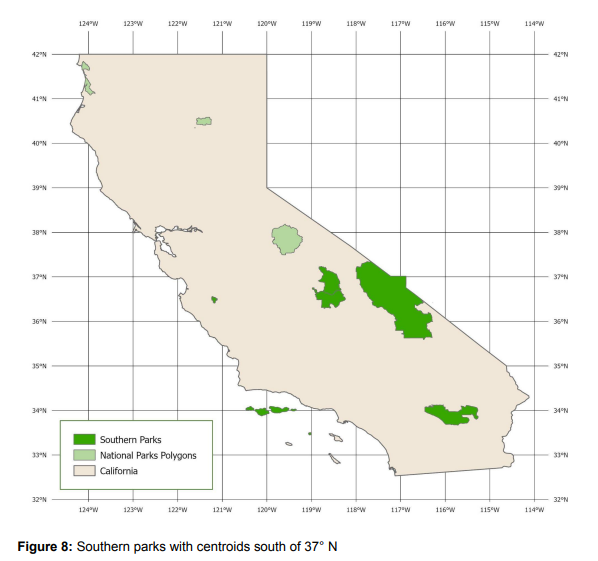 124°W 123°W 122°W 121°W 120°W 119°W 118°W 117°W 116°W 115°W 114°W
42°N 42°N
41°N 41°N
40°N 40°N
39°N 39°N
38°N 38°N
37°N 37°N
36°N 36°N
35°N 35°N
34°N 34°N
Southern Parks
National Parks Polygons
33°N 33°N
California
32°N 32°N
124°W 123°W 122°W 121°W 120°W 119°W 118°W 117°W 116°W 115°W 114°W
Figure 8: Southern parks with centroids south of 37° N